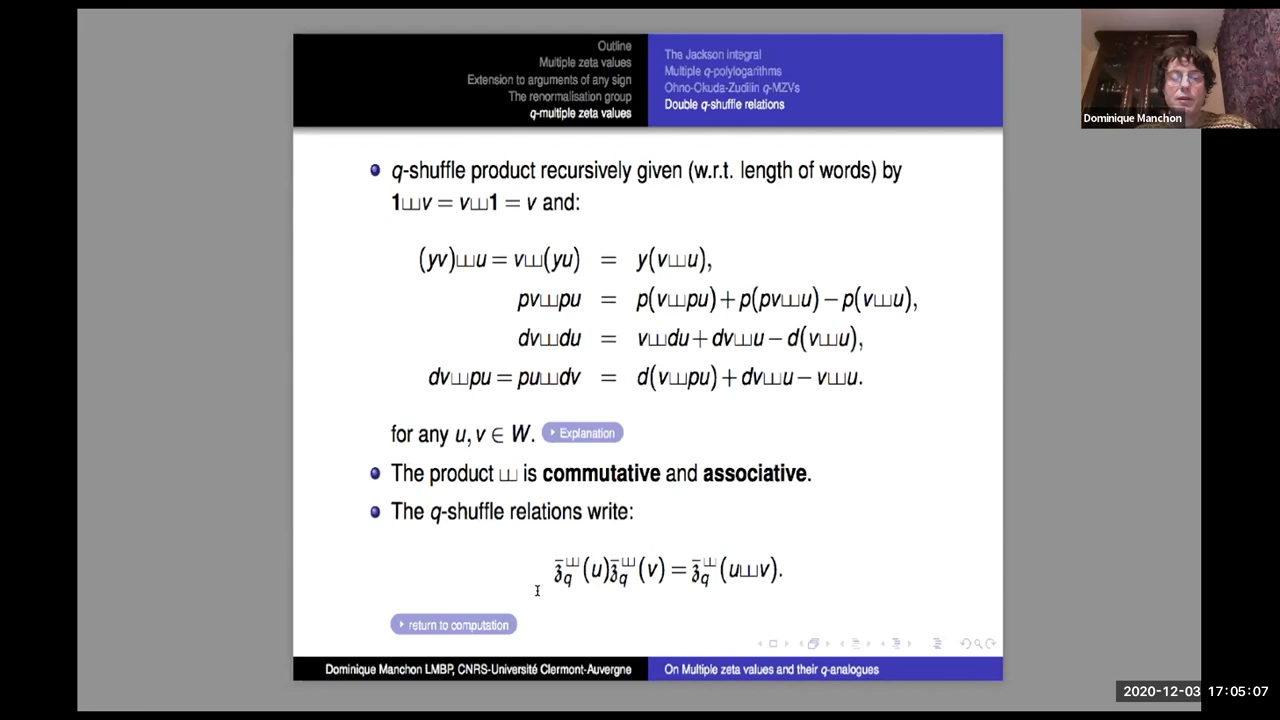 Outline
Multiple zeta values
Extension to arguments of any sign
The renormalisation group
q-multiple zeta values
The Jackson integral
Multiple q-polylogarithms
Ohno-Okuda-Zudilin q-MZVs
Double q-shuffle relations
Dominique Manchon
q-shuffle product recursively given (w.r.t. length of words) by
1⧢v = v⧢1 = v and:
(yv)⧢u = v⧢(yu) = y(v⧢u),
pv⧢pu = p(v⧢pu) + p(pv⧢u) − p(v⧢u),
dv⧢du = v⧢du + dv⧢u − d(v⧢u),
dv⧢pu = pu⧢dv = d(v⧢pu) + dv⧢u − v⧢u.
for any u, v ∈ W. Explanation
The product ⧢ is commutative and associative.
The q-shuffle relations write:
𝔷̄_q^⧢(u)𝔷̄_q^⧢(v) = 𝔷̄_q^⧢(u⧢v).
return to computation
Dominique Manchon LMBP, CNRS-Université Clermont-Auvergne
On Multiple zeta values and their q-analogues
2020-12-03 17:05:07